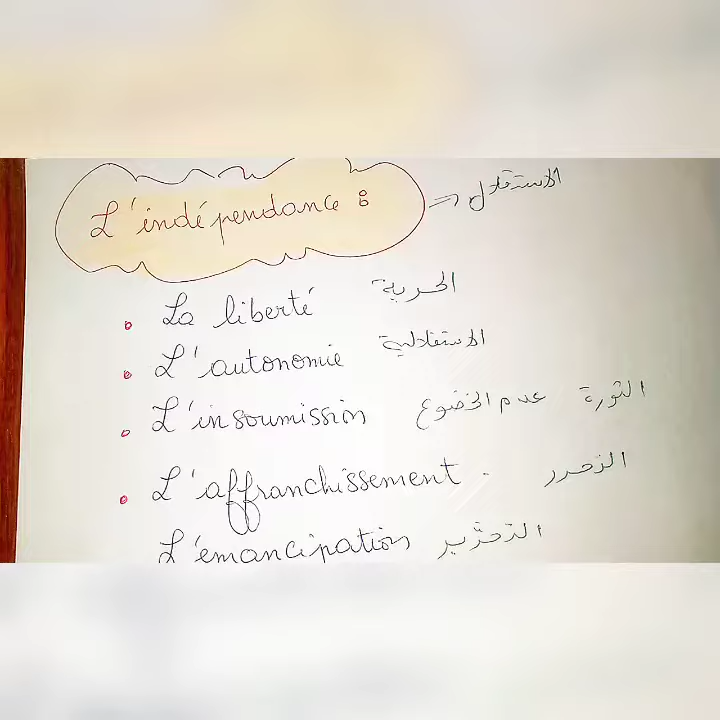 L'indépendance : => الاستقلال
La liberté الحرية
L'autonomie الاستقلالية
L'insoumission عدم الخضوع الثورة
L'affranchissement. التحرر
L'émancipation التحرير